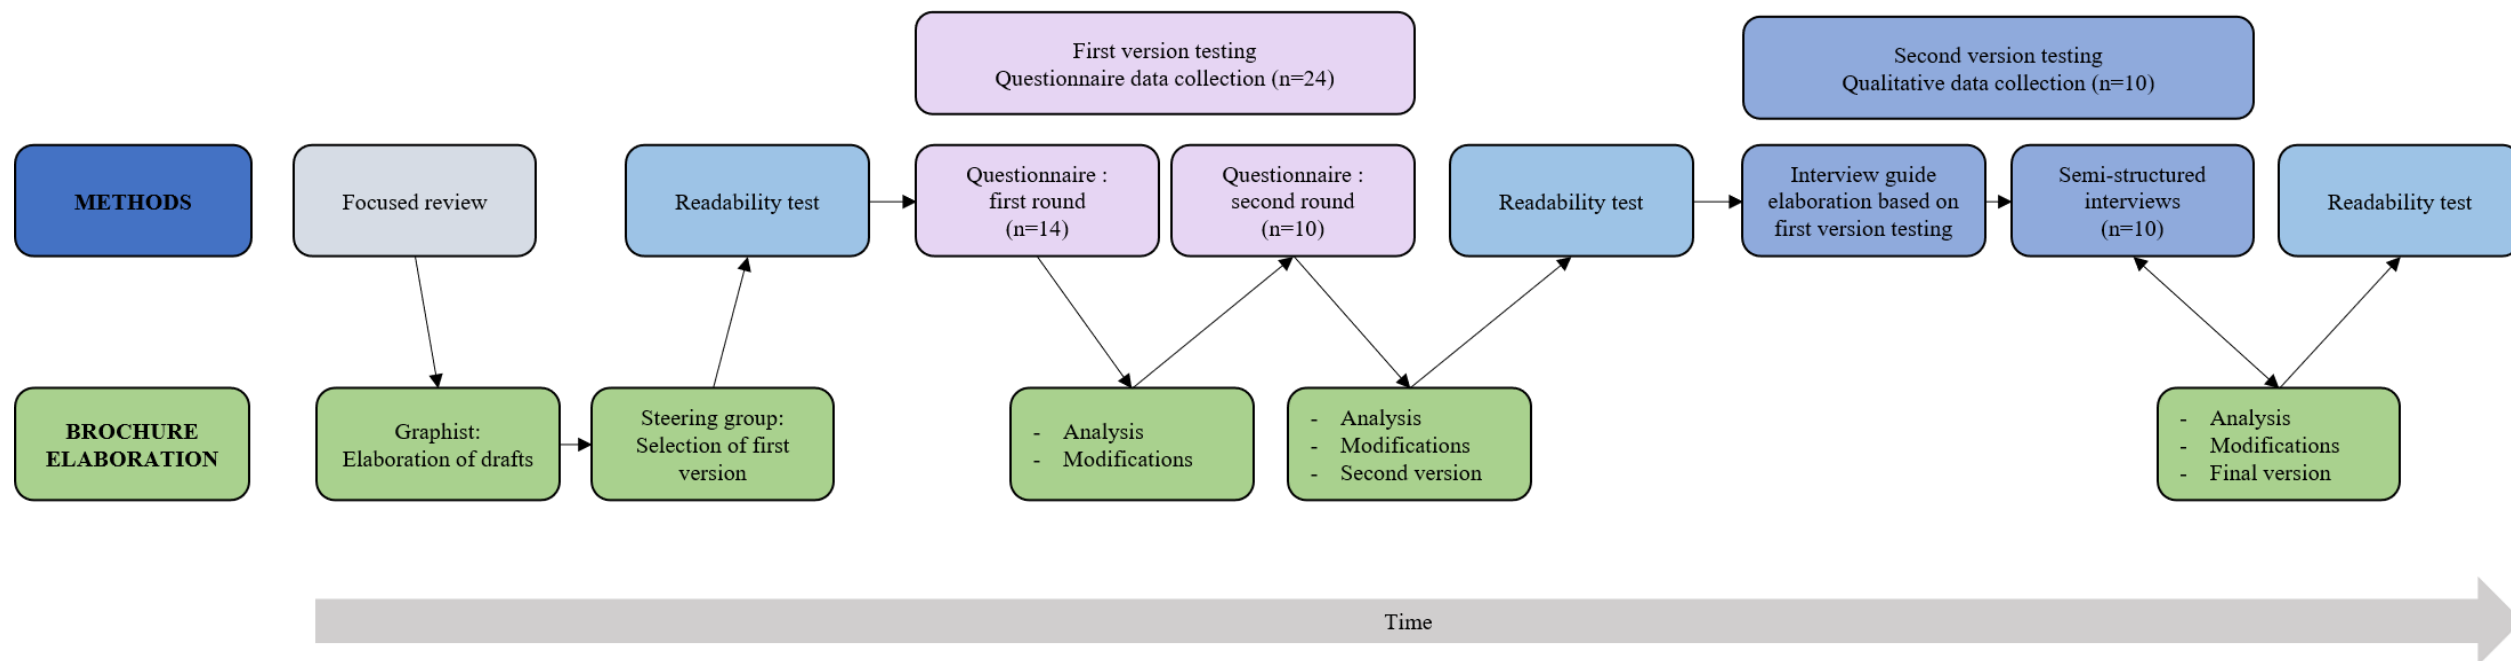 First version testing
Questionnaire data collection (n=24)
Second version testing
Qualitative data collection (n=10)
METHODS
Focused review
Readability test
Questionnaire :
first round
(n=14)
Questionnaire :
second round
(n=10)
Readability test
Interview guide
elaboration based on
first version testing
Semi-structured
interviews
(n=10)
Readability test
BROCHURE
ELABORATION
Graphist:
Elaboration of drafts
Steering group:
Selection of first
version
- Analysis
- Modifications
- Analysis
- Modifications
- Second version
- Analysis
- Modifications
- Final version
Time